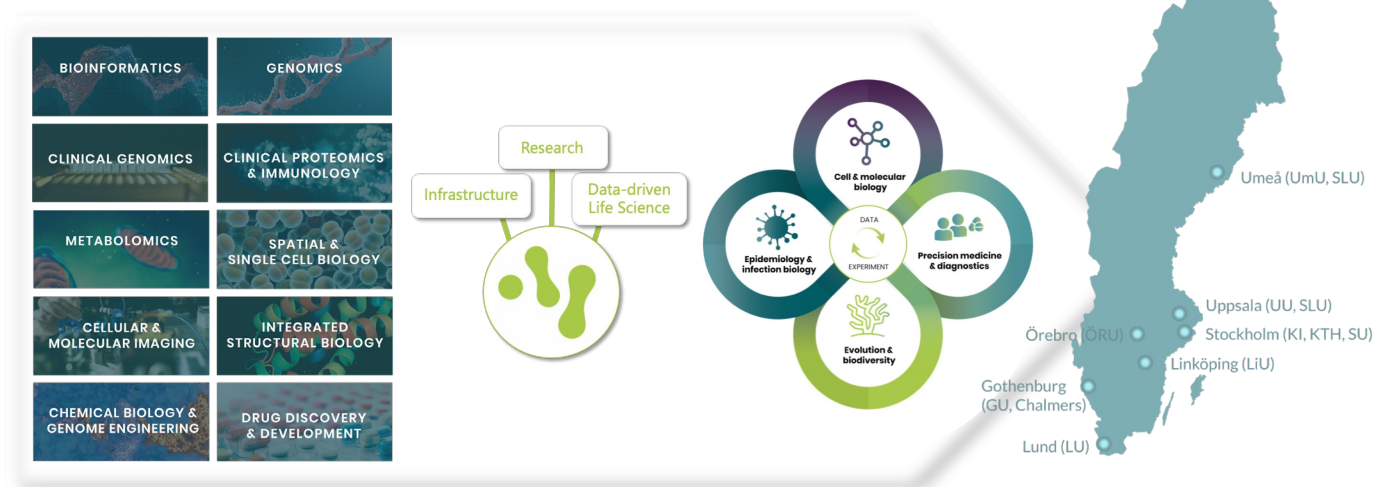 BIOINFORMATICS
GENOMICS
CLINICAL GENOMICS
CLINICAL PROTEOMICS
& IMMUNOLOGY
METABOLOMICS
SPATIAL &
SINGLE CELL BIOLOGY
CELLULAR &
MOLECULAR IMAGING
INTEGRATED
STRUCTURAL BIOLOGY
CHEMICAL BIOLOGY &
GENOME ENGINEERING
DRUG DISCOVERY
& DEVELOPMENT
Research
Infrastructure
Data-driven
Life Science
Cell & molecular
biology
Epidemiology &
infection biology
DATA
EXPERIMENT
Precision medicine
& diagnostics
Evolution &
biodiversity
Umeå (UmU, SLU)
Uppsala (UU, SLU)
Örebro (ÖRU)
Stockholm (KI, KTH, SU)
Linköping (LiU)
Gothenburg
(GU, Chalmers)
Lund (LU)